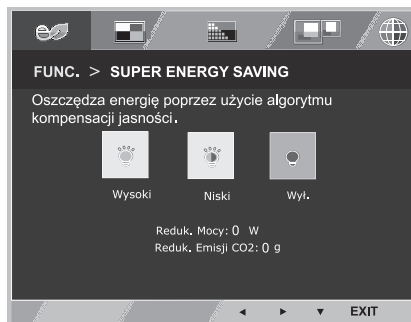 FUNC. > SUPER ENERGY SAVING
Oszczędza energię poprzez użycie algorytmu
kompensacji jasności.
Wysoki Niski Wył.
Reduk. Mocy: 0 W
Reduk. Emisji CO2: 0 g
EXIT